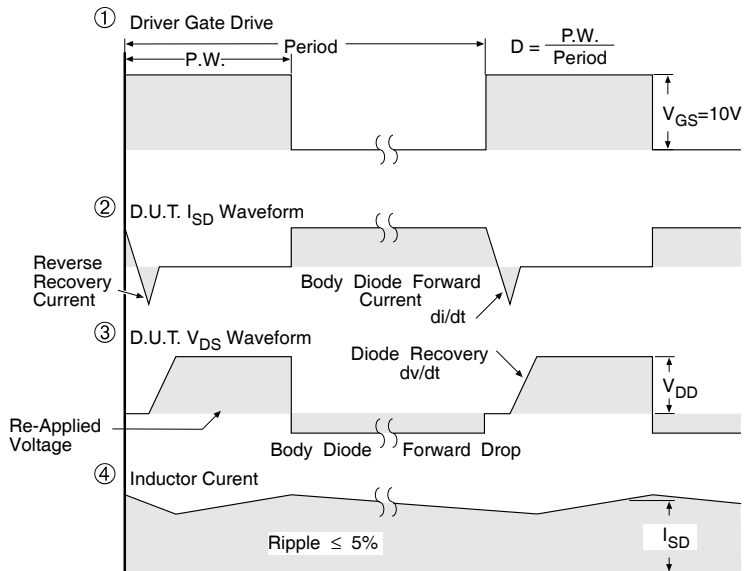 ① Driver Gate Drive
Period
P.W.
D = P.W. / Period
VGS=10V
② D.U.T. ISD Waveform
Reverse
Recovery
Current
Body Diode Forward
Current
di/dt
③ D.U.T. VDS Waveform
Diode Recovery
dv/dt
VDD
Re-Applied
Voltage
Body Diode Forward Drop
④ Inductor Curent
Ripple ≤ 5%
ISD